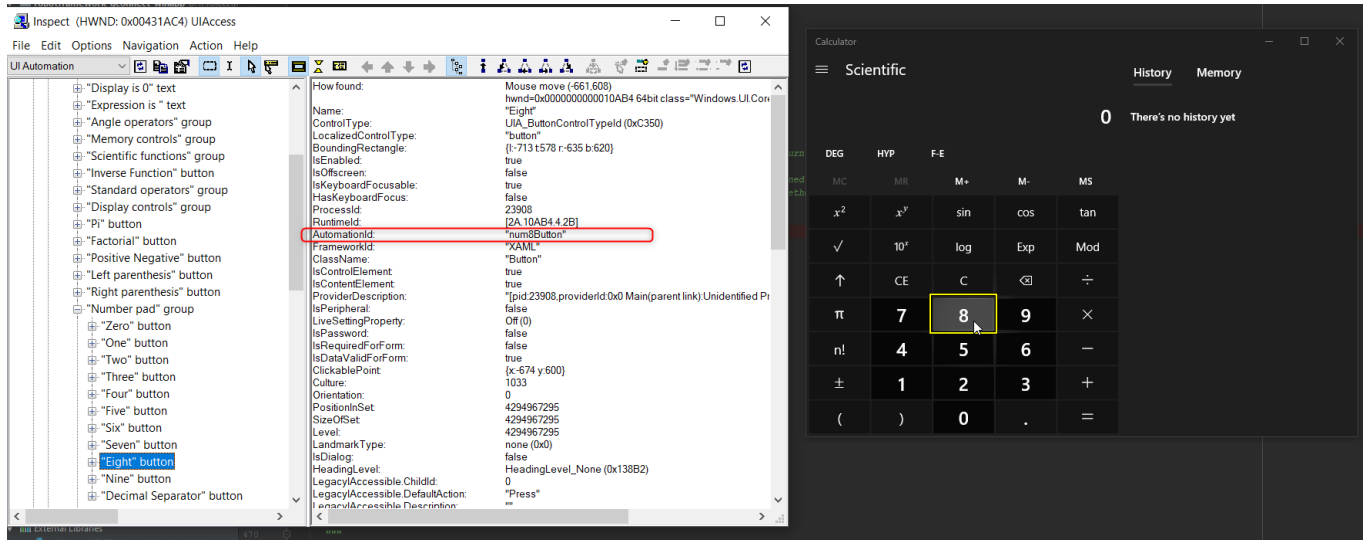 Inspect (HWND: 0x00431AC4) UIAccess
File Edit Options Navigation Action Help
UI Automation
"Display is 0" text
"Expression is " text
"Angle operators" group
"Memory controls" group
"Scientific functions" group
"Inverse Function" button
"Standard operators" group
"Display controls" group
"Pi" button
"Factorial" button
"Positive Negative" button
"Left parenthesis" button
"Right parenthesis" button
"Number pad" group
"Zero" button
"One" button
"Two" button
"Three" button
"Four" button
"Five" button
"Six" button
"Seven" button
"Eight" button
"Nine" button
"Decimal Separator" button
How found: Mouse move (-661,608)
hwnd=0x0000000000010AB4 64bit class="Windows.UI.Core
Name: "Eight"
ControlType: UIA_ButtonControlTypeId (0xC350)
LocalizedControlType: "button"
BoundingRectangle: {l:-713 t:578 r:-635 b:620}
IsEnabled: true
IsOffscreen: false
IsKeyboardFocusable: true
HasKeyboardFocus: false
ProcessId: 23908
RuntimeId: [2A.10AB4.4.2B]
AutomationId: "num8Button"
FrameworkId: "XAML"
ClassName: "Button"
IsControlElement: true
IsContentElement: true
ProviderDescription: "[pid:23908,providerId:0x0 Main(parent link):Unidentified Pr
IsPeripheral: false
LiveSettingProperty: Off (0)
IsPassword: false
IsRequiredForForm: false
IsDataValidForForm: true
ClickablePoint: {x:-674 y:600}
Culture: 1033
Orientation: 0
PositionInSet: 4294967295
SizeOfSet: 4294967295
Level: 4294967295
LandmarkType: none (0x0)
IsDialog: false
HeadingLevel: HeadingLevel_None (0x138B2)
LegacyIAccessible.ChildId: 0
LegacyIAccessible.DefaultAction: "Press"
LegacyIAccessible.Description: ""
Calculator
Scientific
History Memory
0
There's no history yet
DEG HYP F-E
MC MR M+ M- MS
x² xʸ sin cos tan
√ 10ˣ log Exp Mod
↑ CE C ⌫ ÷
π 7 8 9 ×
n! 4 5 6 −
± 1 2 3 +
( ) 0 . =
External Libraries
470
"""